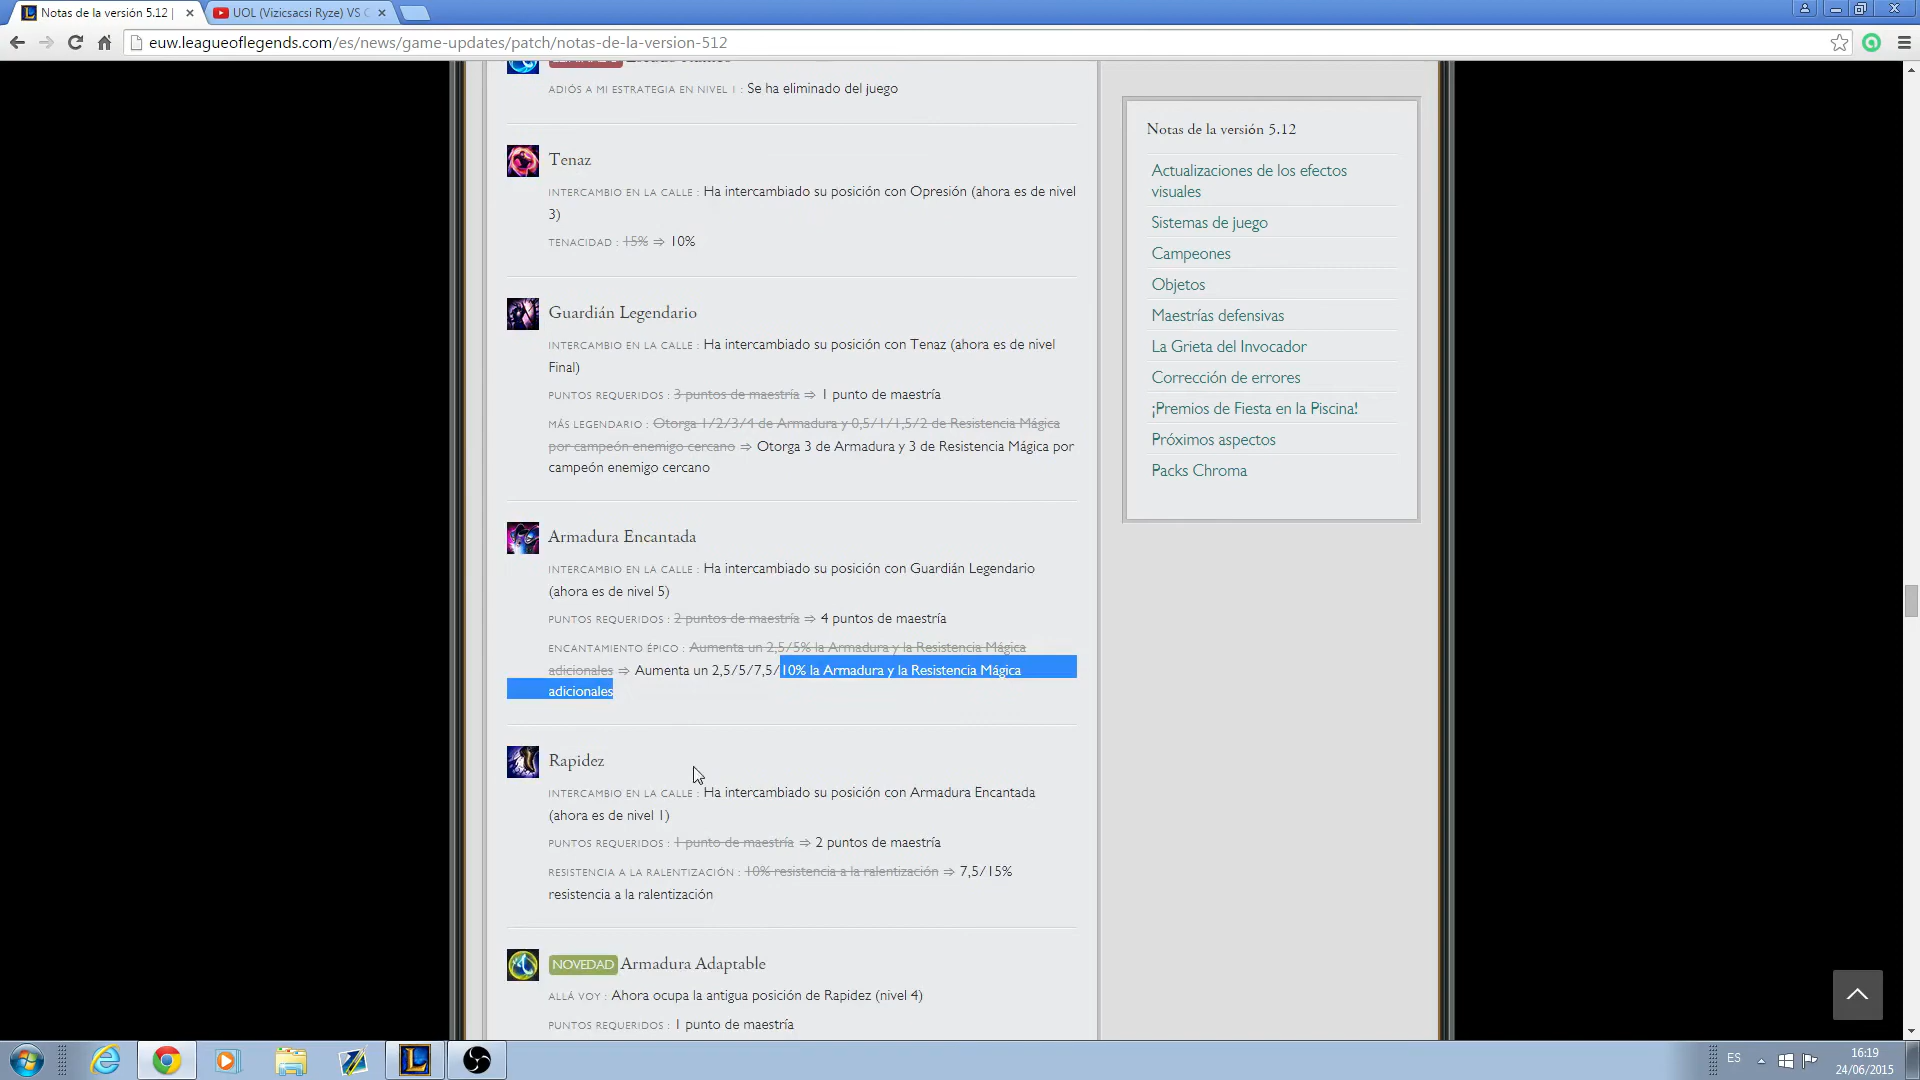 Notas de la versión 5.12 |
UOL (Vizicsacsi Ryze) VS
euw.leagueoflegends.com/es/news/game-updates/patch/notas-de-la-version-512
ADIÓS A MI ESTRATEGIA EN NIVEL 1 : Se ha eliminado del juego
Tenaz
INTERCAMBIO EN LA CALLE : Ha intercambiado su posición con Opresión (ahora es de nivel
3)
TENACIDAD : 15% ⇒ 10%
Guardián Legendario
INTERCAMBIO EN LA CALLE : Ha intercambiado su posición con Tenaz (ahora es de nivel
Final)
PUNTOS REQUERIDOS : 3 puntos de maestría ⇒ 1 punto de maestría
MÁS LEGENDARIO : Otorga 1/2/3/4 de Armadura y 0,5/1/1,5/2 de Resistencia Mágica
por campeón enemigo cercano ⇒ Otorga 3 de Armadura y 3 de Resistencia Mágica por
campeón enemigo cercano
Armadura Encantada
INTERCAMBIO EN LA CALLE : Ha intercambiado su posición con Guardián Legendario
(ahora es de nivel 5)
PUNTOS REQUERIDOS : 2 puntos de maestría ⇒ 4 puntos de maestría
ENCANTAMIENTO ÉPICO : Aumenta un 2,5/5% la Armadura y la Resistencia Mágica
adicionales ⇒ Aumenta un 2,5/5/7,5/10% la Armadura y la Resistencia Mágica
adicionales
Rapidez
INTERCAMBIO EN LA CALLE : Ha intercambiado su posición con Armadura Encantada
(ahora es de nivel 1)
PUNTOS REQUERIDOS : 1 punto de maestría ⇒ 2 puntos de maestría
RESISTENCIA A LA RALENTIZACIÓN : 10% resistencia a la ralentización ⇒ 7,5/15%
resistencia a la ralentización
NOVEDAD Armadura Adaptable
ALLÁ VOY : Ahora ocupa la antigua posición de Rapidez (nivel 4)
PUNTOS REQUERIDOS : 1 punto de maestría
Notas de la versión 5.12
Actualizaciones de los efectos
visuales
Sistemas de juego
Campeones
Objetos
Maestrías defensivas
La Grieta del Invocador
Corrección de errores
¡Premios de Fiesta en la Piscina!
Próximos aspectos
Packs Chroma
ES
16:19
24/06/2015